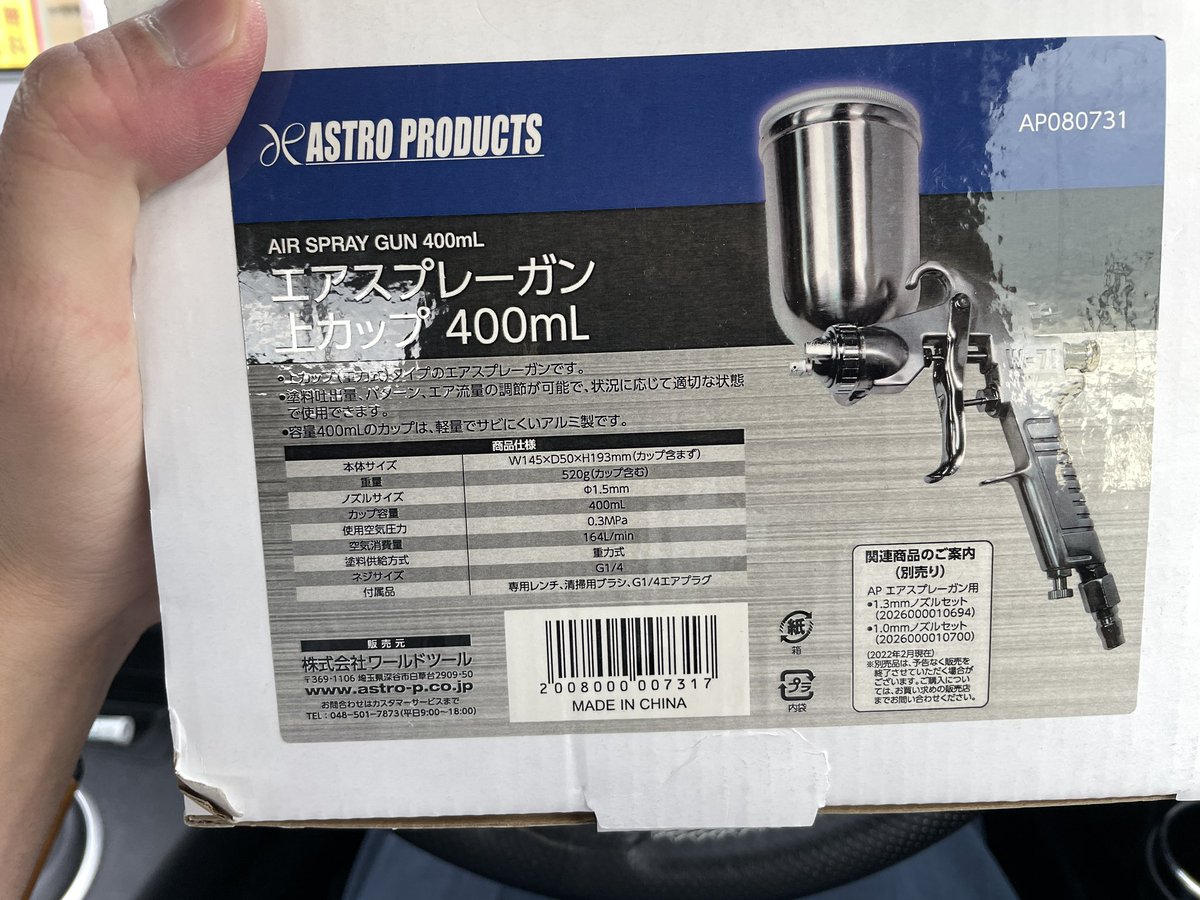 ASTRO PRODUCTS
AP080731
AIR SPRAY GUN 400mL
エアスプレーガン
上カップ 400mL
●上カップ(重力式)タイプのエアスプレーガンです。
●塗料吐出量、パターン、エア流量の調節が可能で、状況に応じて適切な状態
で使用できます。
●容量400mLのカップは、軽量でサビにくいアルミ製です。
商品仕様
本体サイズ W145×D50×H193mm(カップ含まず)
重量 520g(カップ含む)
ノズルサイズ Φ1.5mm
カップ容量 400mL
使用空気圧力 0.3MPa
空気消費量 164L/min
塗料供給方式 重力式
ネジサイズ G1/4
付属品 専用レンチ、清掃用ブラシ、G1/4エアプラグ
販売元
株式会社ワールドツール
〒369-1106 埼玉県深谷市白草台2909-50
www.astro-p.co.jp
お問合わせはカスタマーサービスまで
TEL:048-501-7873(平日9:00~18:00)
2008000007317
MADE IN CHINA
紙
箱
プラ
内袋
関連商品のご案内
(別売り)
AP エアスプレーガン用
●1.3mmノズルセット
(2026000010694)
●1.0mmノズルセット
(2026000010700)
(2022年2月現在)
※別売品は、予告なく販売を
終了させていただく場合が
ございます。ご購入につい
ては、お買い求めの販売店
までお問い合わせください。